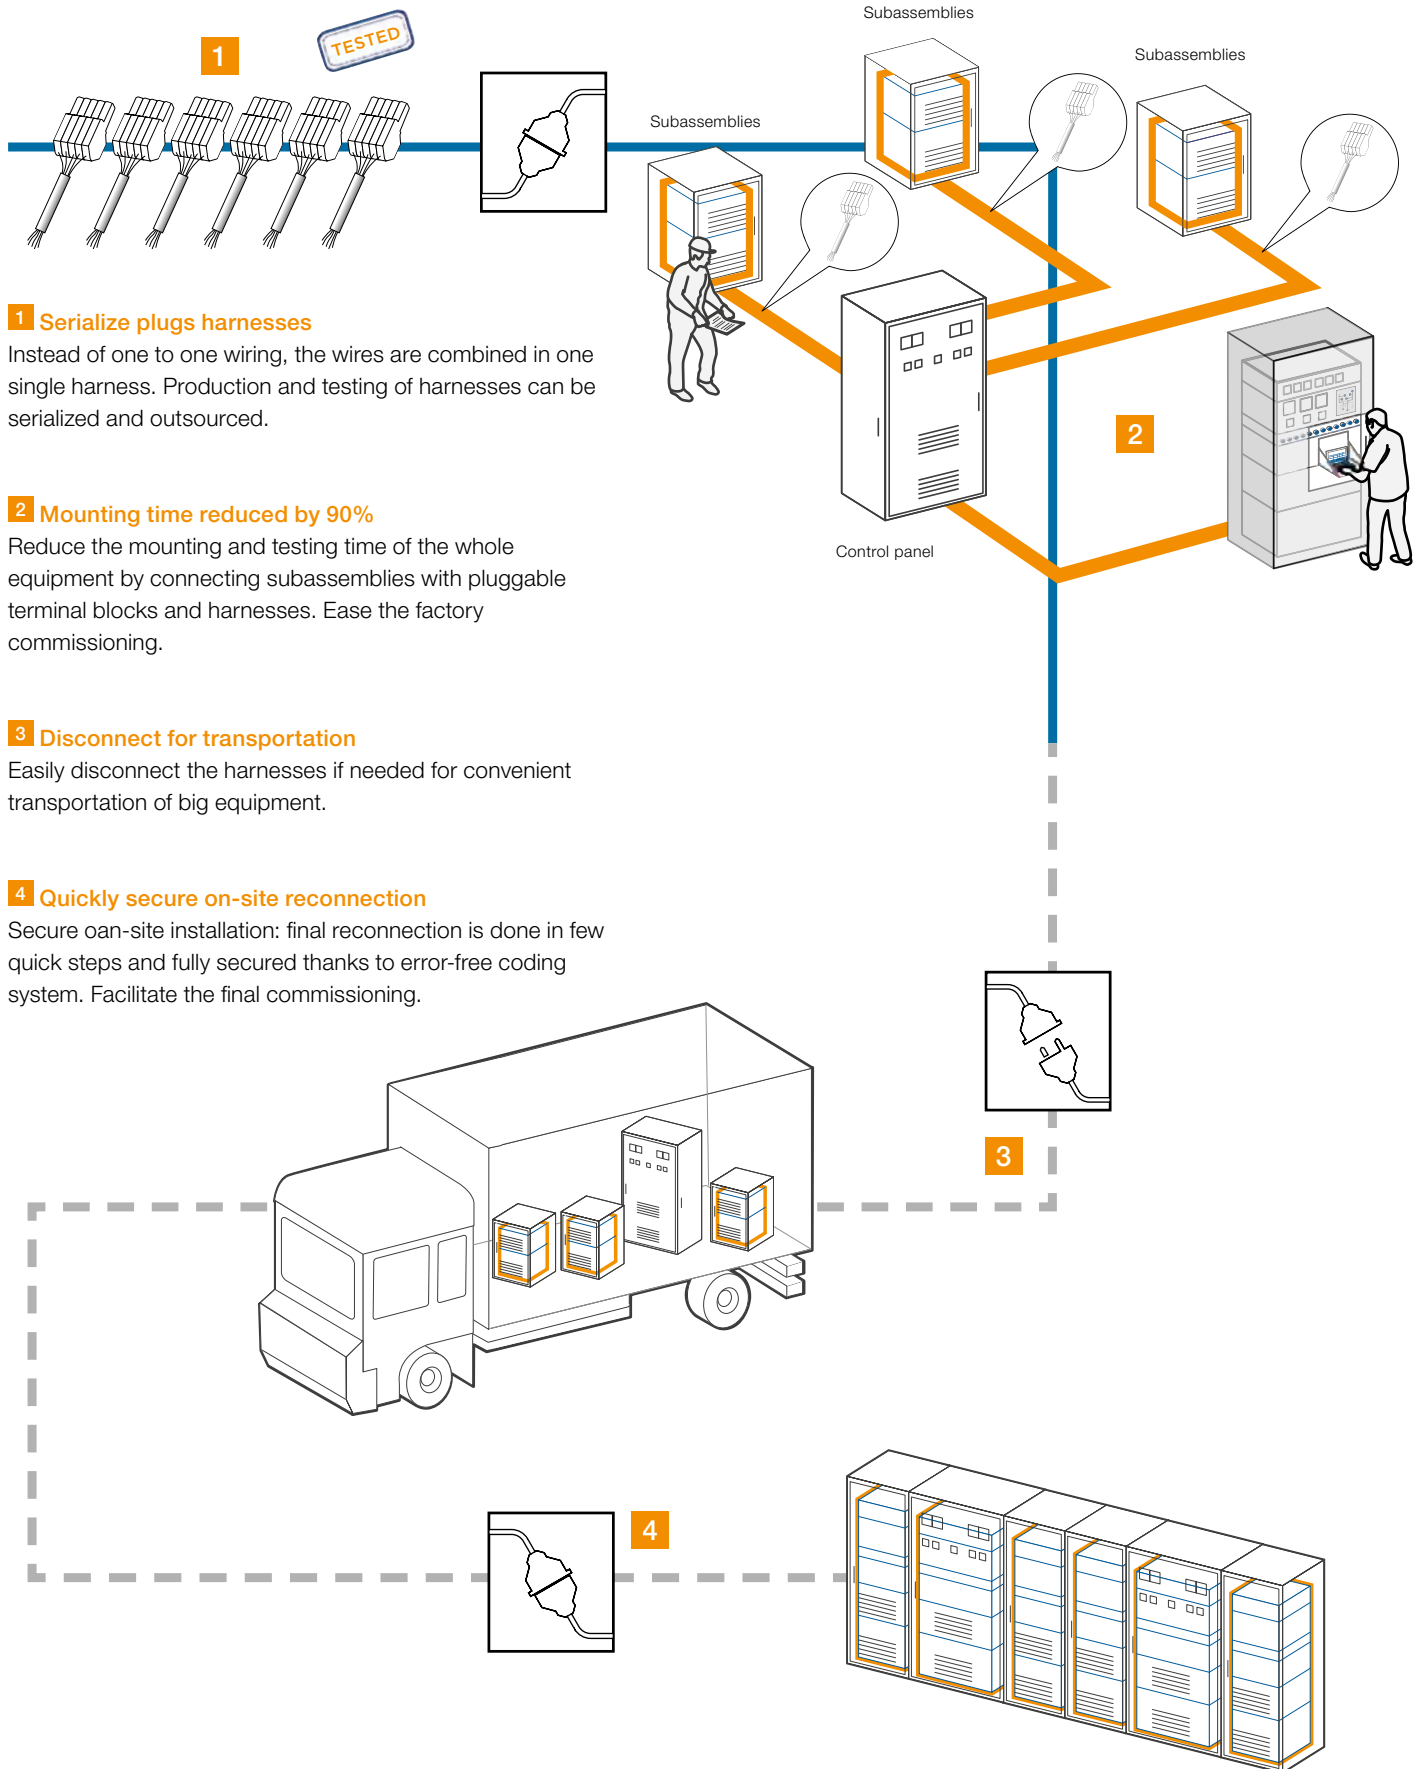 Subassemblies
Subassemblies
1
TESTED
Subassemblies
1 Serialize plugs harnesses
Instead of one to one wiring, the wires are combined in one
single harness. Production and testing of harnesses can be
serialized and outsourced.
2
2 Mounting time reduced by 90%
Reduce the mounting and testing time of the whole
equipment by connecting subassemblies with pluggable
terminal blocks and harnesses. Ease the factory
commissioning.
Control panel
3 Disconnect for transportation
Easily disconnect the harnesses if needed for convenient
transportation of big equipment.
4 Quickly secure on-site reconnection
Secure oan-site installation: final reconnection is done in few
quick steps and fully secured thanks to error-free coding
system. Facilitate the final commissioning.
3
4